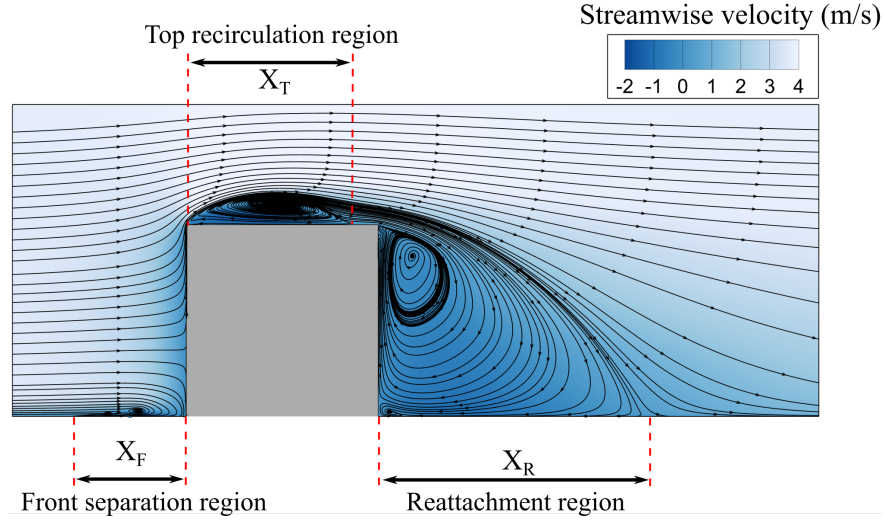 Streamwise velocity (m/s)
-2 -1 0 1 2 3 4
Top recirculation region
X_T
X_F
Front separation region
X_R
Reattachment region